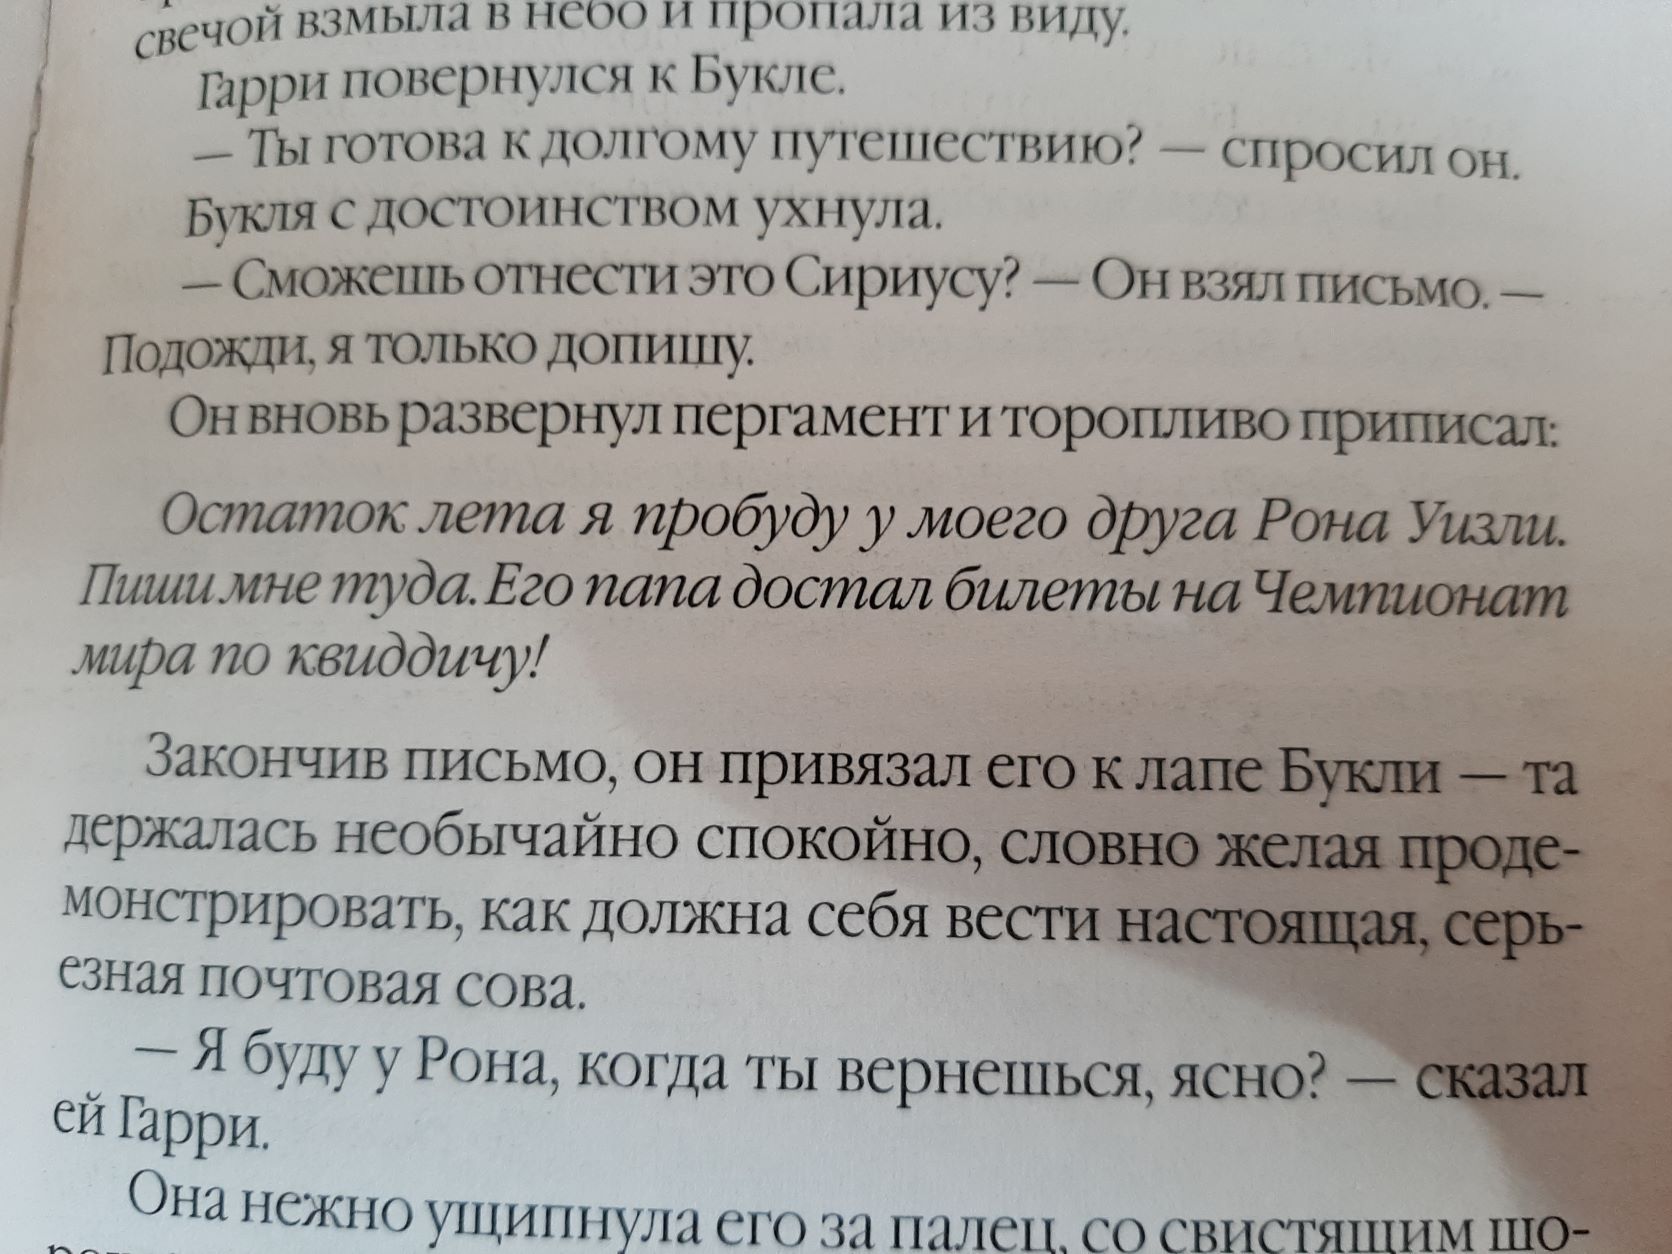 свечой взмыла в небо и пропала из виду.
Гарри повернулся к Букле.
— Ты готова к долгому путешествию? — спросил он.
Букля с достоинством ухнула.
— Сможешь отнести это Сириусу? — Он взял письмо. —
Подожди, я только допишу.
Он вновь развернул пергамент и торопливо приписал:
Остаток лета я пробуду у моего друга Рона Уизли.
Пиши мне туда. Его папа достал билеты на Чемпионат
мира по квиддичу!
Закончив письмо, он привязал его к лапе Букли — та
держалась необычайно спокойно, словно желая проде-
монстрировать, как должна себя вести настоящая, серь-
езная почтовая сова.
— Я буду у Рона, когда ты вернешься, ясно? — сказал
ей Гарри.
Она нежно ущипнула его за палец, со свистящим шо-